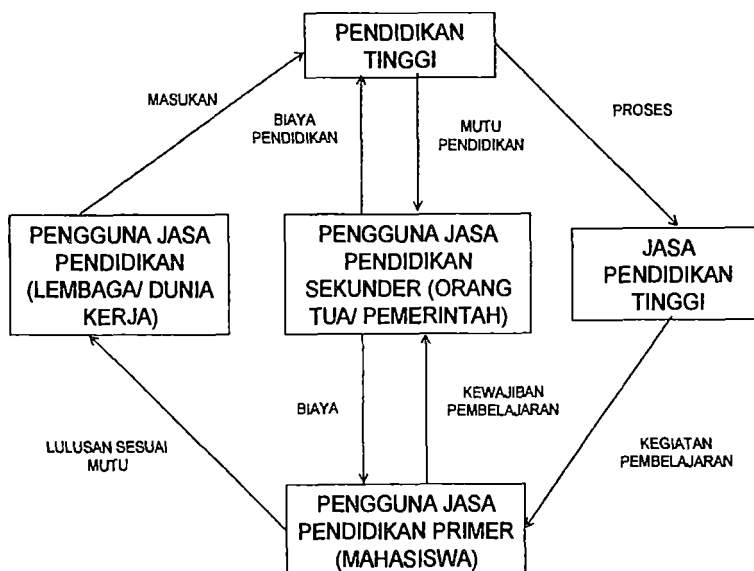 PENDIDIKAN
TINGGI
MASUKAN
BIAYA
PENDIDIKAN
MUTU
PENDIDIKAN
PROSES
PENGGUNA JASA
PENDIDIKAN
(LEMBAGA/ DUNIA
KERJA)
PENGGUNA JASA
PENDIDIKAN
SEKUNDER (ORANG
TUA/ PEMERINTAH)
JASA
PENDIDIKAN
TINGGI
BIAYA
KEWAJIBAN
PEMBELAJARAN
LULUSAN SESUAI
MUTU
KEGIATAN
PEMBELAJARAN
PENGGUNA JASA
PENDIDIKAN PRIMER
(MAHASISWA)